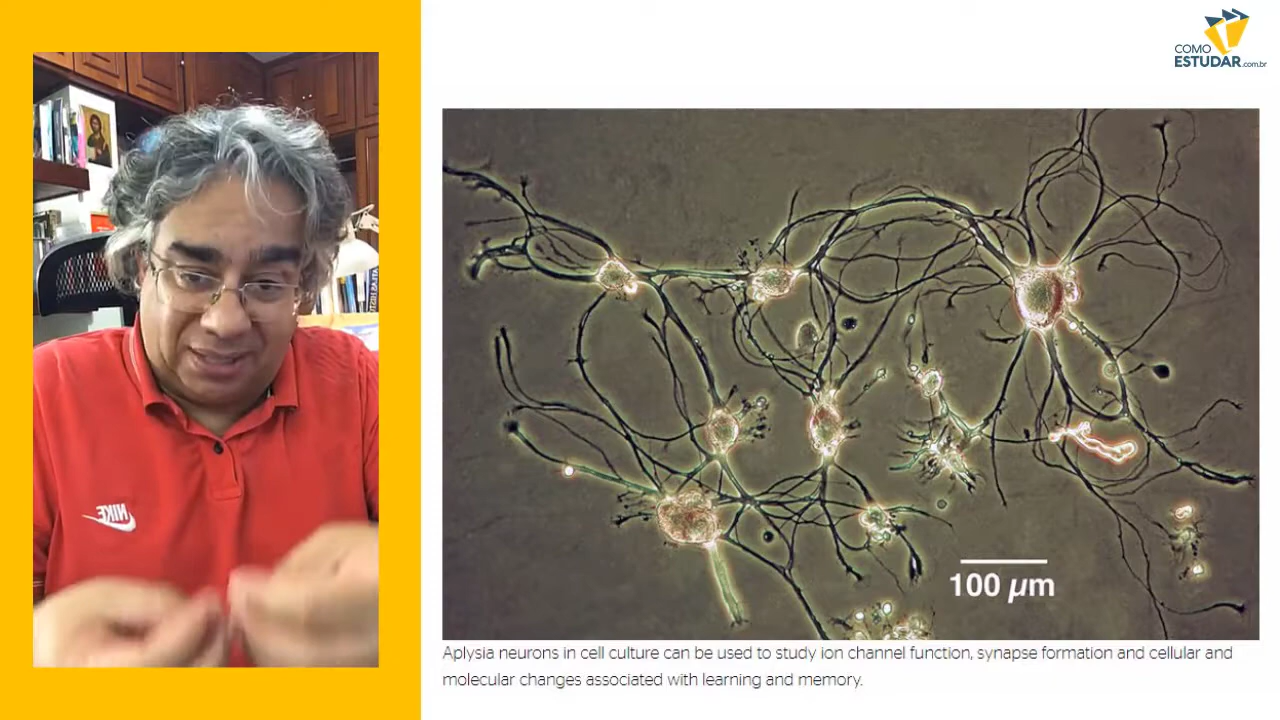 COMO
ESTUDAR.com.br
NIKE
100 µm
Aplysia neurons in cell culture can be used to study ion channel function, synapse formation and cellular and
molecular changes associated with learning and memory.